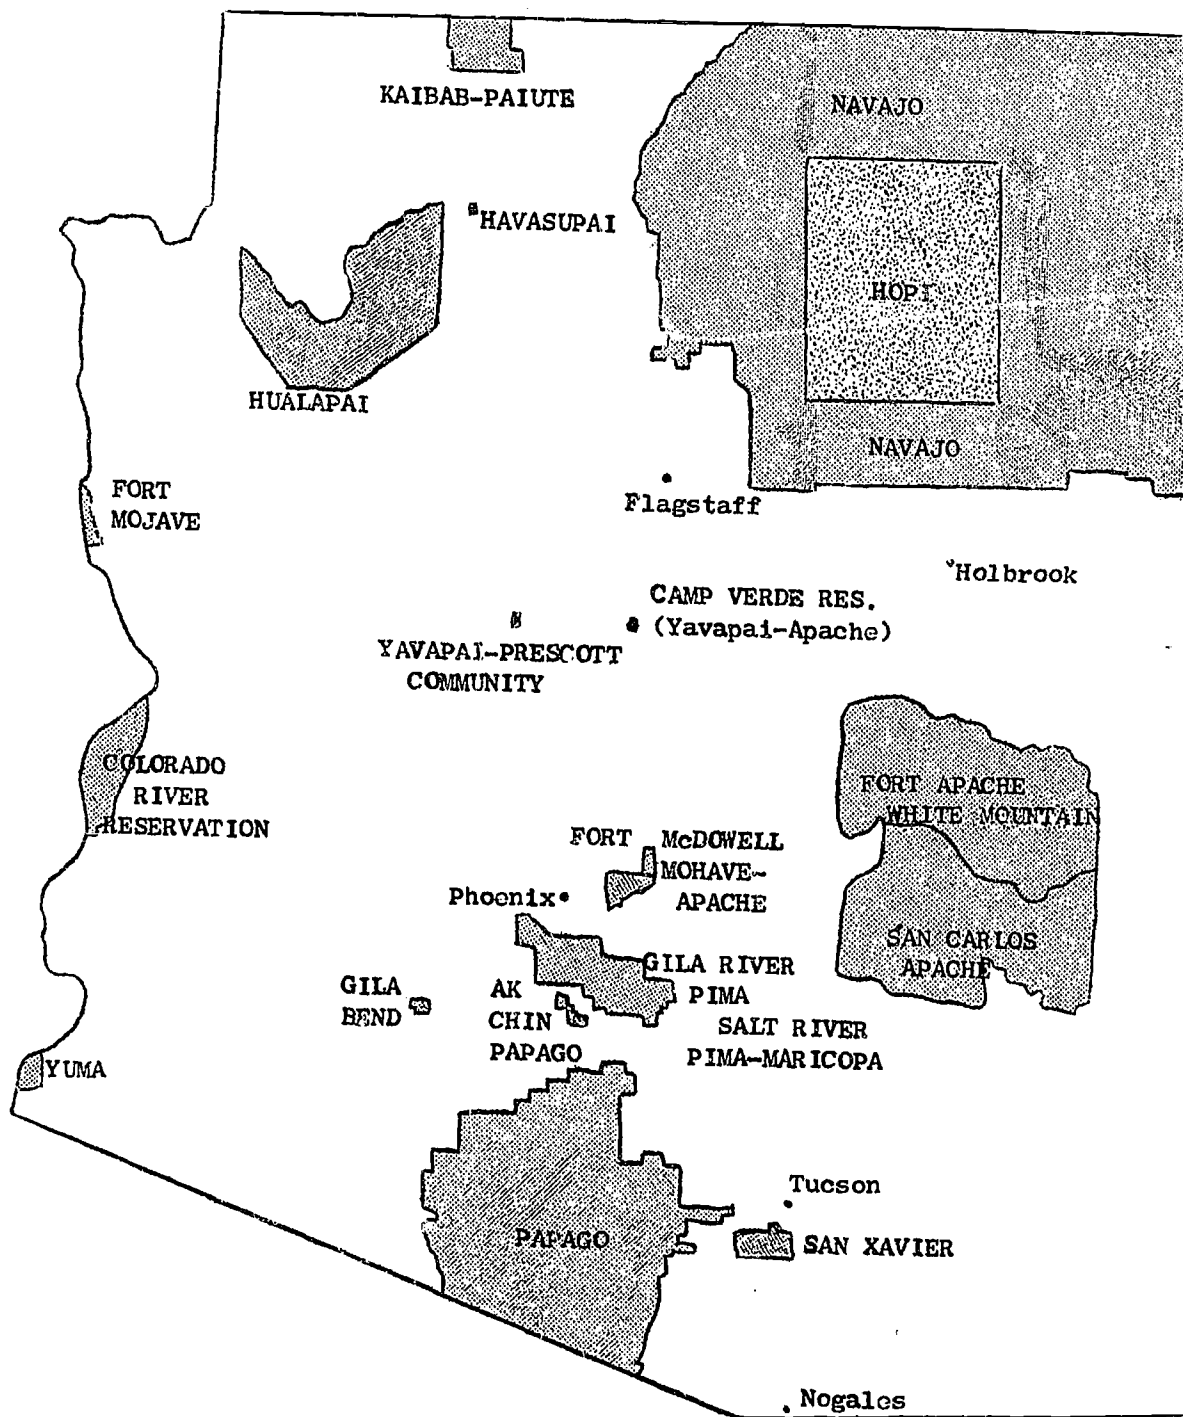 KAIBAB-PAIUTE
NAVAJO
HAVASUPAI
HOPI
HUALAPAI
NAVAJO
FORT
MOJAVE
Flagstaff
Holbrook
CAMP VERDE RES.
(Yavapai-Apache)
YAVAPAI-PRESCOTT
COMMUNITY
COLORADO
RIVER
RESERVATION
FORT APACHE
WHITE MOUNTAIN
FORT McDOWELL
MOHAVE-
APACHE
Phoenix
SAN CARLOS
APACHE
GILA RIVER
PIMA
SALT RIVER
PIMA-MARICOPA
GILA
BEND
AK
CHIN
PAPAGO
YUMA
Tucson
PAPAGO
SAN XAVIER
Nogales